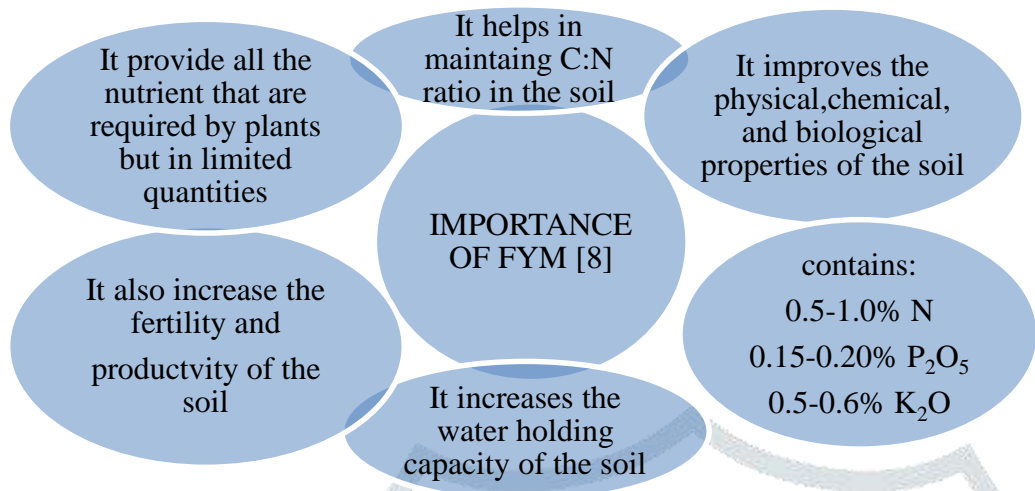 It provide all the
nutrient that are
required by plants
but in limited
quantities
It helps in
maintaing C:N
ratio in the soil
It improves the
physical,chemical,
and biological
properties of the soil
IMPORTANCE
OF FYM [8]
It also increase the
fertility and
productvity of the
soil
It increases the
water holding
capacity of the soil
contains:
0.5-1.0% N
0.15-0.20% P₂O₅
0.5-0.6% K₂O